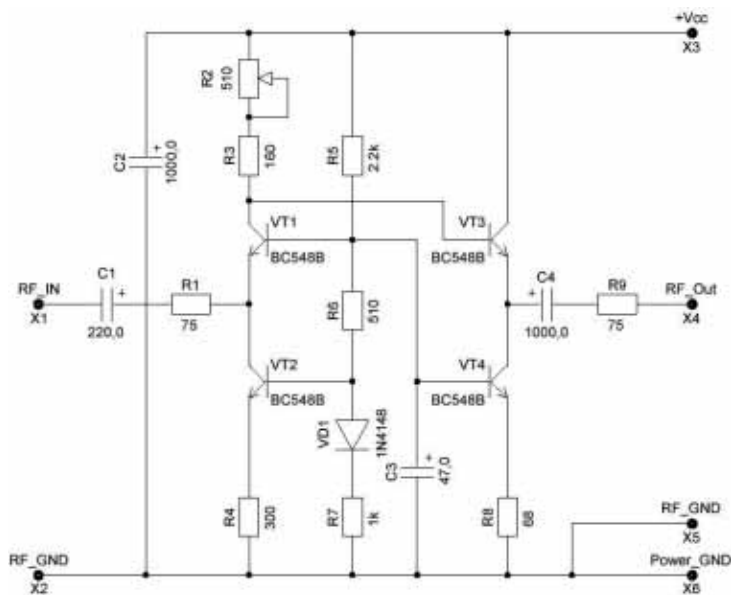 +Vcc
X3
R2
510
C2
+
1000,0
R3
160
R5
2.2k
VT1
BC548B
VT3
BC548B
RF_IN
X1
C1
+
220,0
R1
75
R6
510
+
C4
1000,0
R9
75
RF_Out
X4
VT2
BC548B
VT4
BC548B
VD1
1N4148
C3
+
47,0
R4
300
R7
1k
R8
68
RF_GND
X5
RF_GND
X2
Power_GND
X6